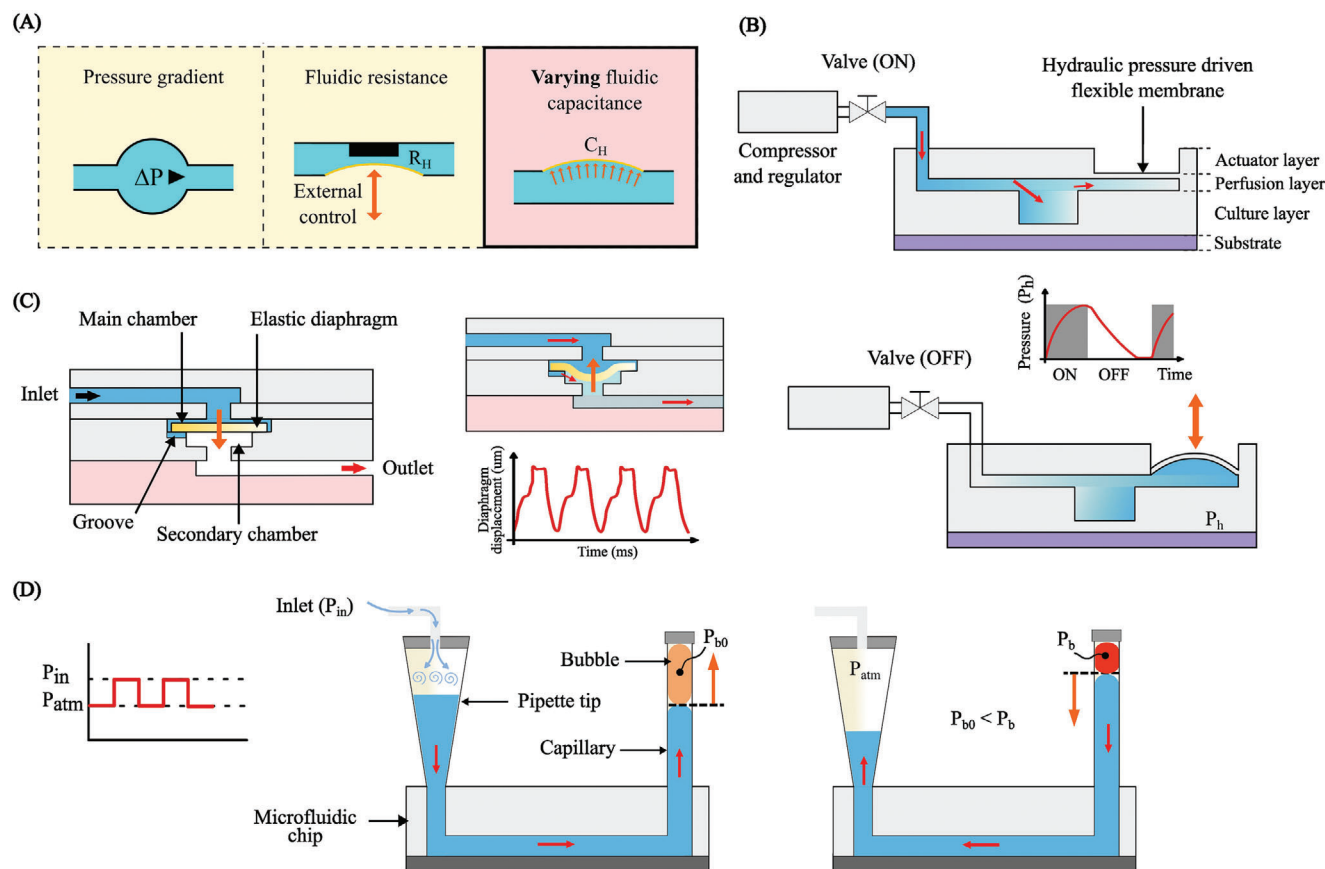 (A)
Pressure gradient
ΔP
Fluidic resistance
R_H
External
control
Varying fluidic
capacitance
C_H
(B)
Valve (ON)
Hydraulic pressure driven
flexible membrane
Compressor
and regulator
Actuator layer
Perfusion layer
Culture layer
Substrate
Pressure (P_h)
ON
OFF
Time
Valve (OFF)
P_h
(C)
Main chamber
Elastic diaphragm
Inlet
Outlet
Groove
Secondary chamber
Diaphragm
displacement (um)
Time (ms)
(D)
P_in
P_atm
Inlet (P_in)
P_b0
Bubble
Pipette tip
Capillary
Microfluidic
chip
P_atm
P_b
P_b0 < P_b